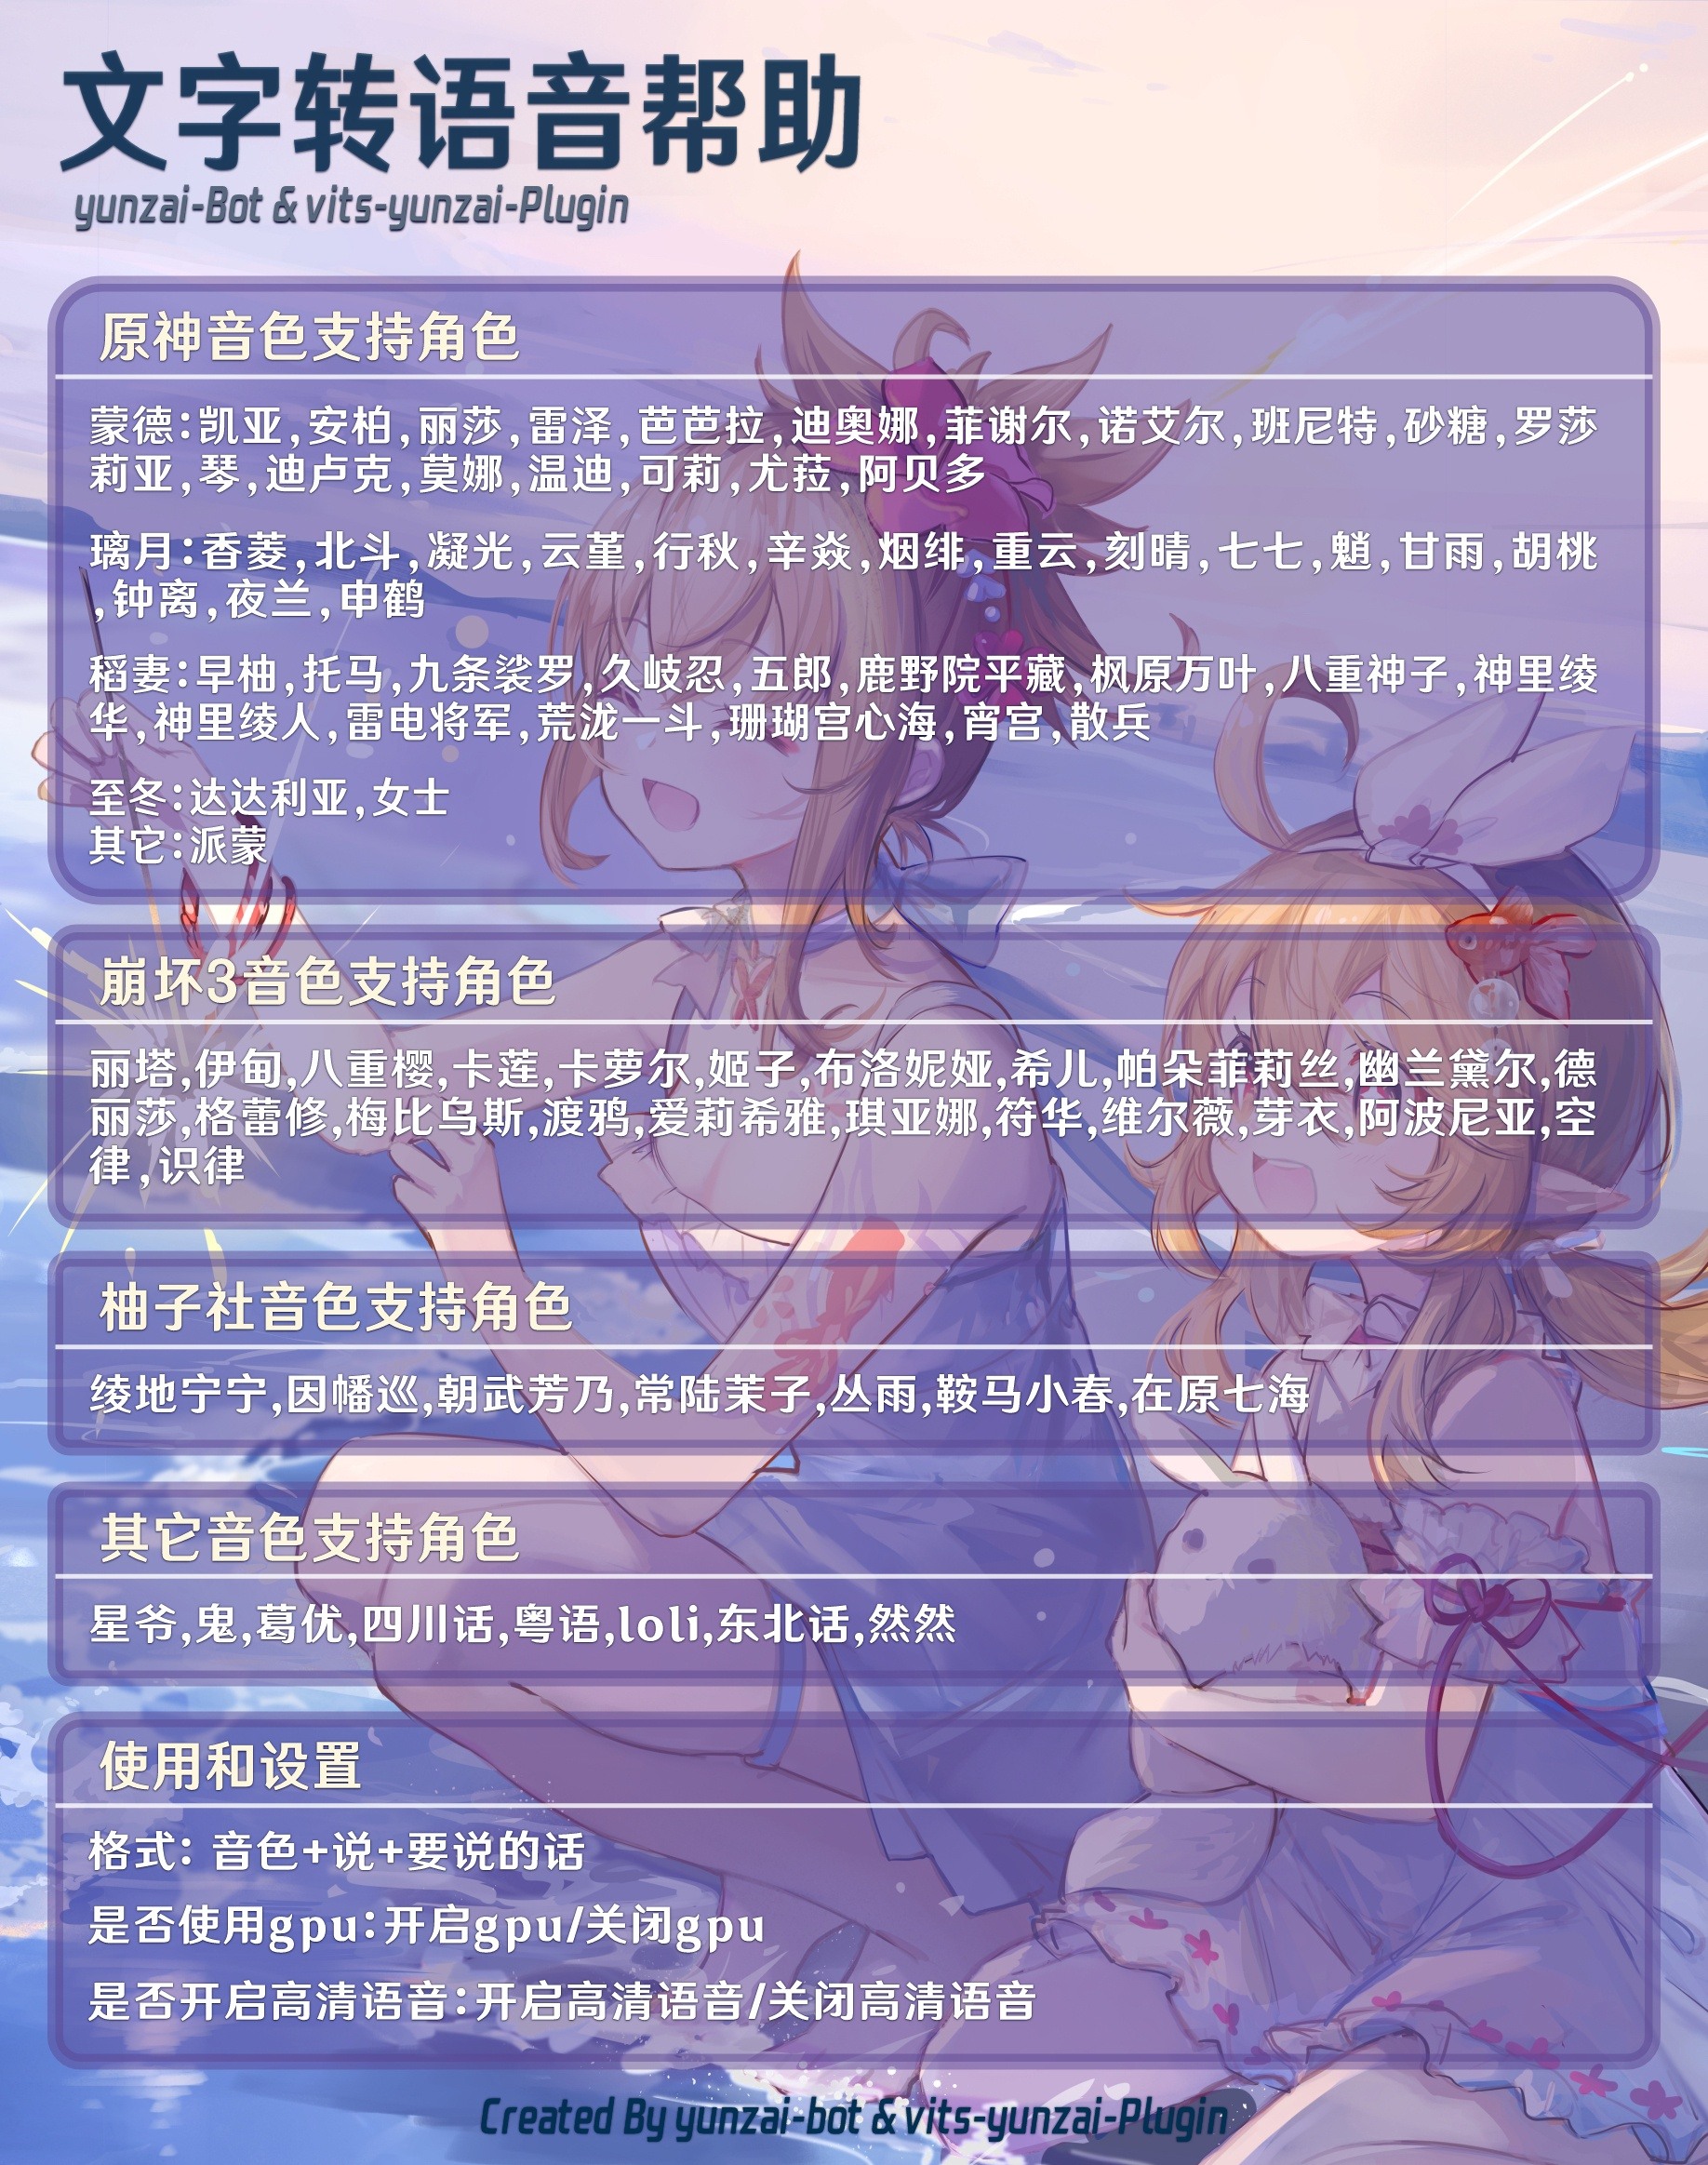 文字转语音帮助
yunzai-Bot & vits-yunzai-Plugin
原神音色支持角色
蒙德:凯亚,安柏,丽莎,雷泽,芭芭拉,迪奥娜,菲谢尔,诺艾尔,班尼特,砂糖,罗莎
莉亚,琴,迪卢克,莫娜,温迪,可莉,尤菈,阿贝多
璃月:香菱,北斗,凝光,云堇,行秋,辛焱,烟绯,重云,刻晴,七七,魈,甘雨,胡桃
,钟离,夜兰,申鹤
稻妻:早柚,托马,九条裟罗,久岐忍,五郎,鹿野院平藏,枫原万叶,八重神子,神里绫
华,神里绫人,雷电将军,荒泷一斗,珊瑚宫心海,宵宫,散兵
至冬:达达利亚,女士
其它:派蒙
崩坏3音色支持角色
丽塔,伊甸,八重樱,卡莲,卡萝尔,姬子,布洛妮娅,希儿,帕朵菲莉丝,幽兰黛尔,德
丽莎,格蕾修,梅比乌斯,渡鸦,爱莉希雅,琪亚娜,符华,维尔薇,芽衣,阿波尼亚,空
律,识律
柚子社音色支持角色
绫地宁宁,因幡巡,朝武芳乃,常陆茉子,丛雨,鞍马小春,在原七海
其它音色支持角色
星爷,鬼,葛优,四川话,粤语,loli,东北话,然然
使用和设置
格式: 音色+说+要说的话
是否使用gpu:开启gpu/关闭gpu
是否开启高清语音:开启高清语音/关闭高清语音
Created By yunzai-bot & vits-yunzai-Plugin